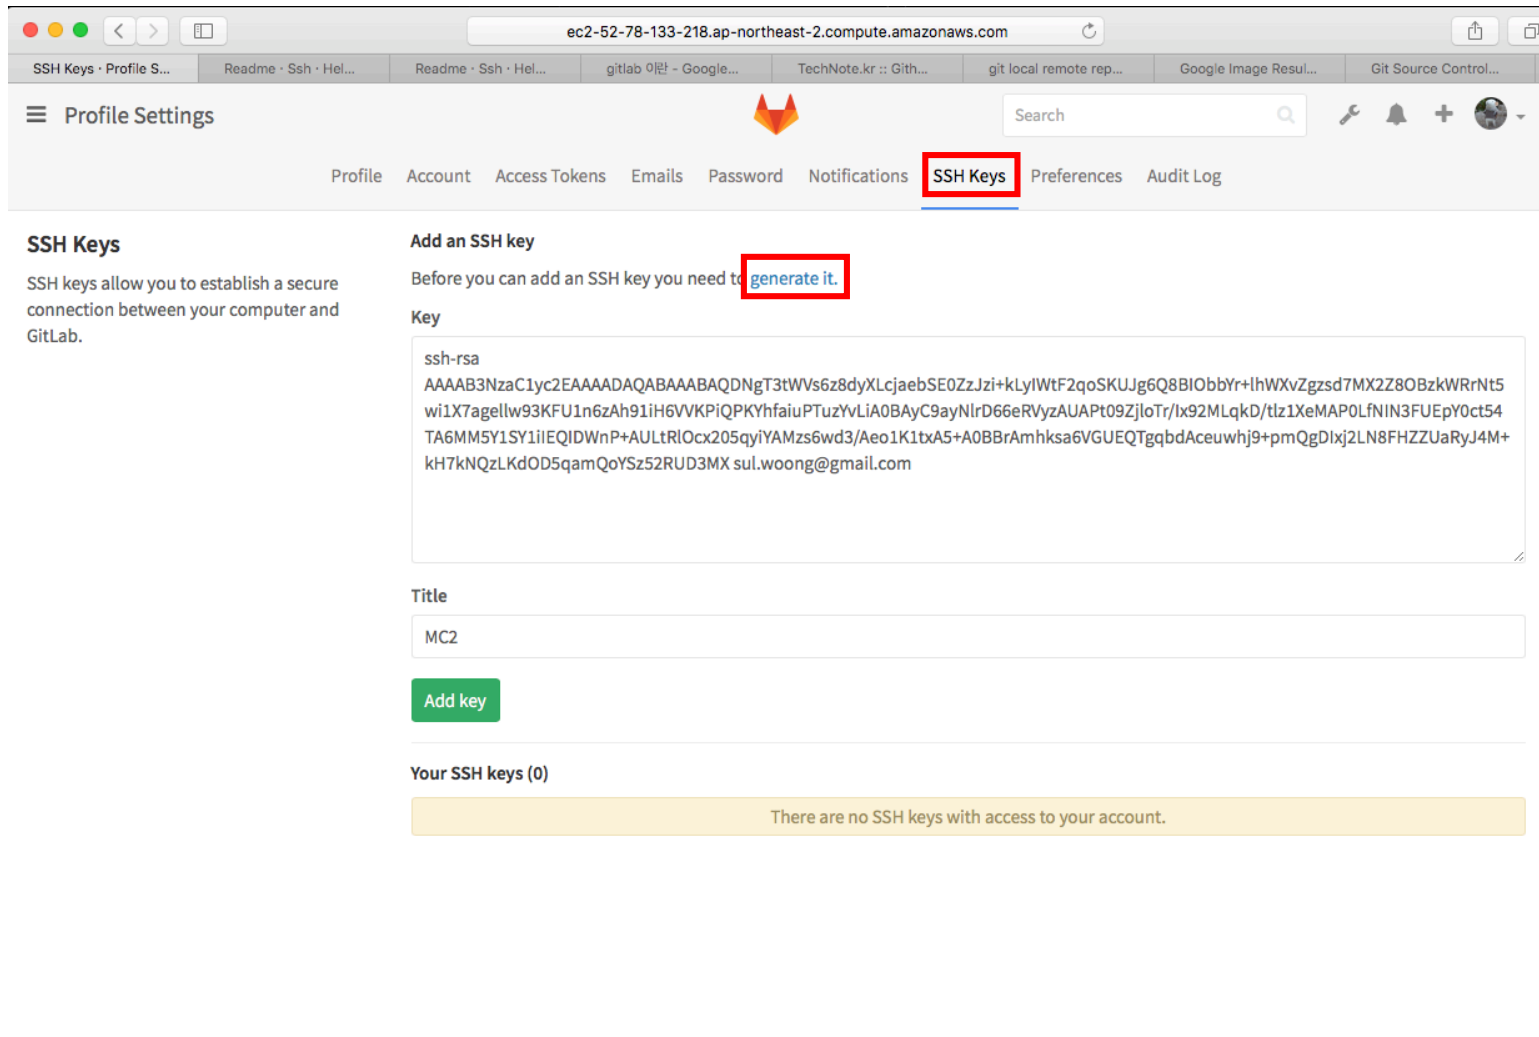 ec2-52-78-133-218.ap-northeast-2.compute.amazonaws.com
SSH Keys · Profile S... Readme · Ssh · Hel... Readme · Ssh · Hel... gitlab 이란 - Google... TechNote.kr :: Gith... git local remote rep... Google Image Resul... Git Source Control...
Profile Settings Search
Profile Account Access Tokens Emails Password Notifications SSH Keys Preferences Audit Log
SSH Keys
SSH keys allow you to establish a secure
connection between your computer and
GitLab.
Add an SSH key
Before you can add an SSH key you need to generate it.
Key
ssh-rsa
AAAAB3NzaC1yc2EAAAADAQABAAABAQDNgT3tWVs6z8dyXLcjaebSE0ZzJzi+kLyIWtF2qoSKUJg6Q8BIObbYr+lhWXvZgzsd7MX2Z8OBzkWRrNt5
wi1X7agellw93KFU1n6zAh91iH6VVKPiQPKYhfaiuPTuzYvLiA0BAyC9ayNlrD66eRVyzAUAPt09ZjloTr/Ix92MLqkD/tlz1XeMAP0LfNIN3FUEpY0ct54
TA6MM5Y1SY1iIEQIDWnP+AULtRlOcx205qyiYAMzs6wd3/Aeo1K1txA5+A0BBrAmhksa6VGUEQTgqbdAceuwhj9+pmQgDIxj2LN8FHZZUaRyJ4M+
kH7kNQzLKdOD5qamQoYSz52RUD3MX sul.woong@gmail.com
Title
MC2
Add key
Your SSH keys (0)
There are no SSH keys with access to your account.